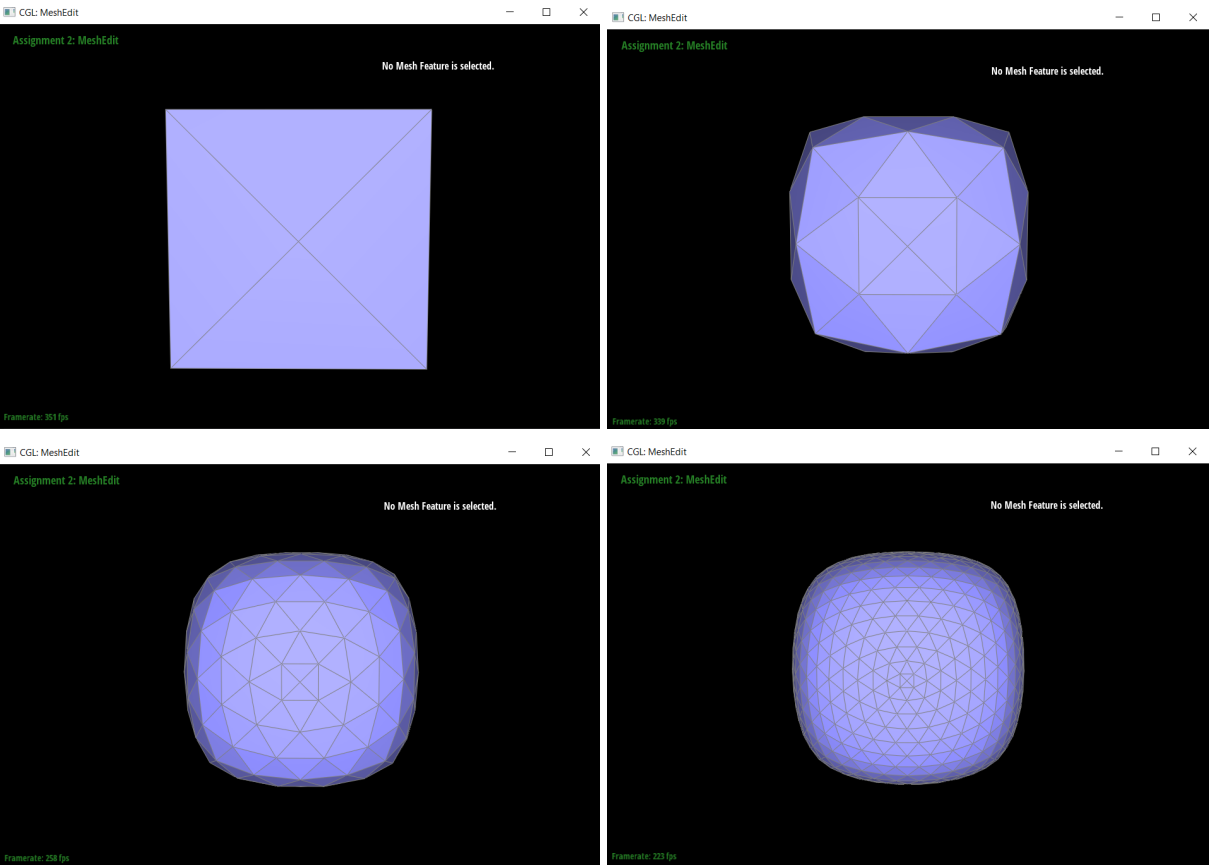 CGL: MeshEdit
Assignment 2: MeshEdit
No Mesh Feature is selected.
Framerate: 351 fps
CGL: MeshEdit
Assignment 2: MeshEdit
No Mesh Feature is selected.
Framerate: 339 fps
CGL: MeshEdit
Assignment 2: MeshEdit
No Mesh Feature is selected.
Framerate: 258 fps
CGL: MeshEdit
Assignment 2: MeshEdit
No Mesh Feature is selected.
Framerate: 223 fps